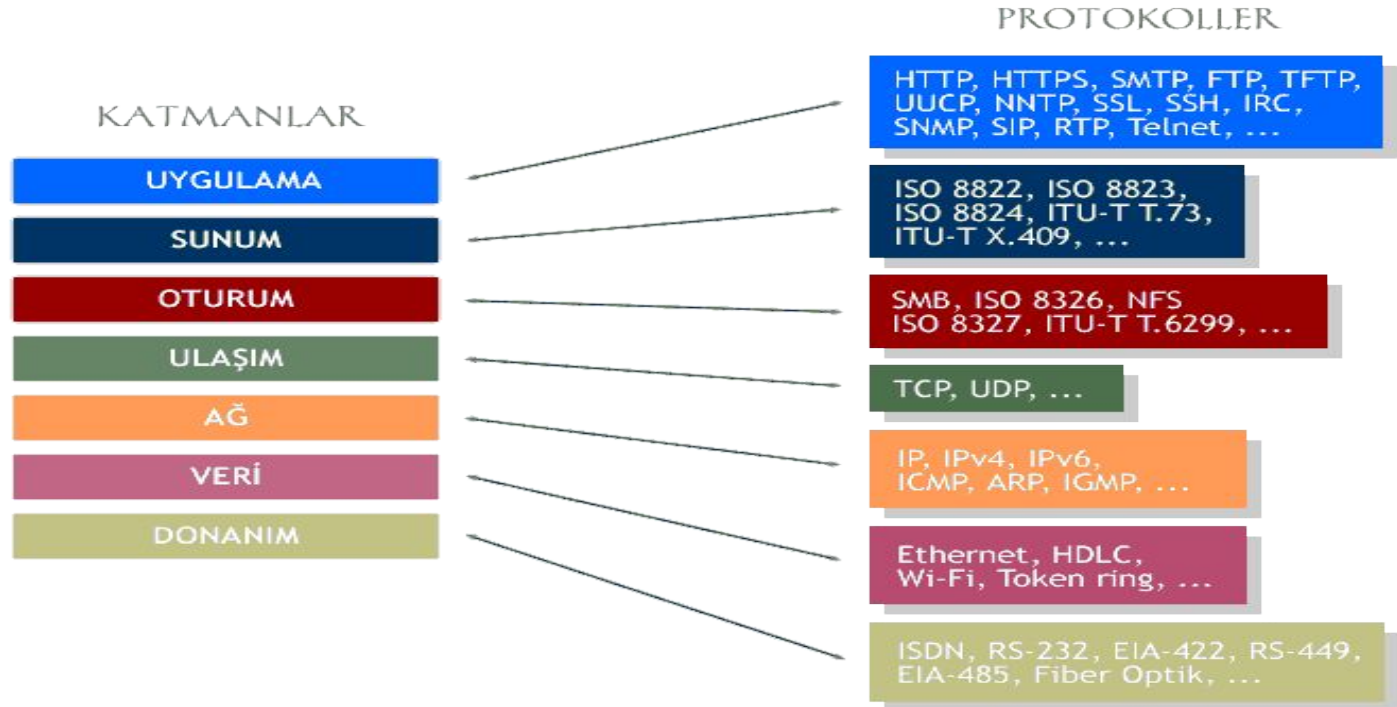 KATMANLAR
UYGULAMA
SUNUM
OTURUM
ULAŞIM
AĞ
VERİ
DONANIM
PROTOKOLLER
HTTP, HTTPS, SMTP, FTP, TFTP,
UUCP, NNTP, SSL, SSH, IRC,
SNMP, SIP, RTP, Telnet, ...
ISO 8822, ISO 8823,
ISO 8824, ITU-T T.73,
ITU-T X.409, ...
SMB, ISO 8326, NFS
ISO 8327, ITU-T T.6299, ...
TCP, UDP, ...
IP, IPv4, IPv6,
ICMP, ARP, IGMP, ...
Ethernet, HDLC,
Wi-Fi, Token ring, ...
ISDN, RS-232, EIA-422, RS-449,
EIA-485, Fiber Optik, ...